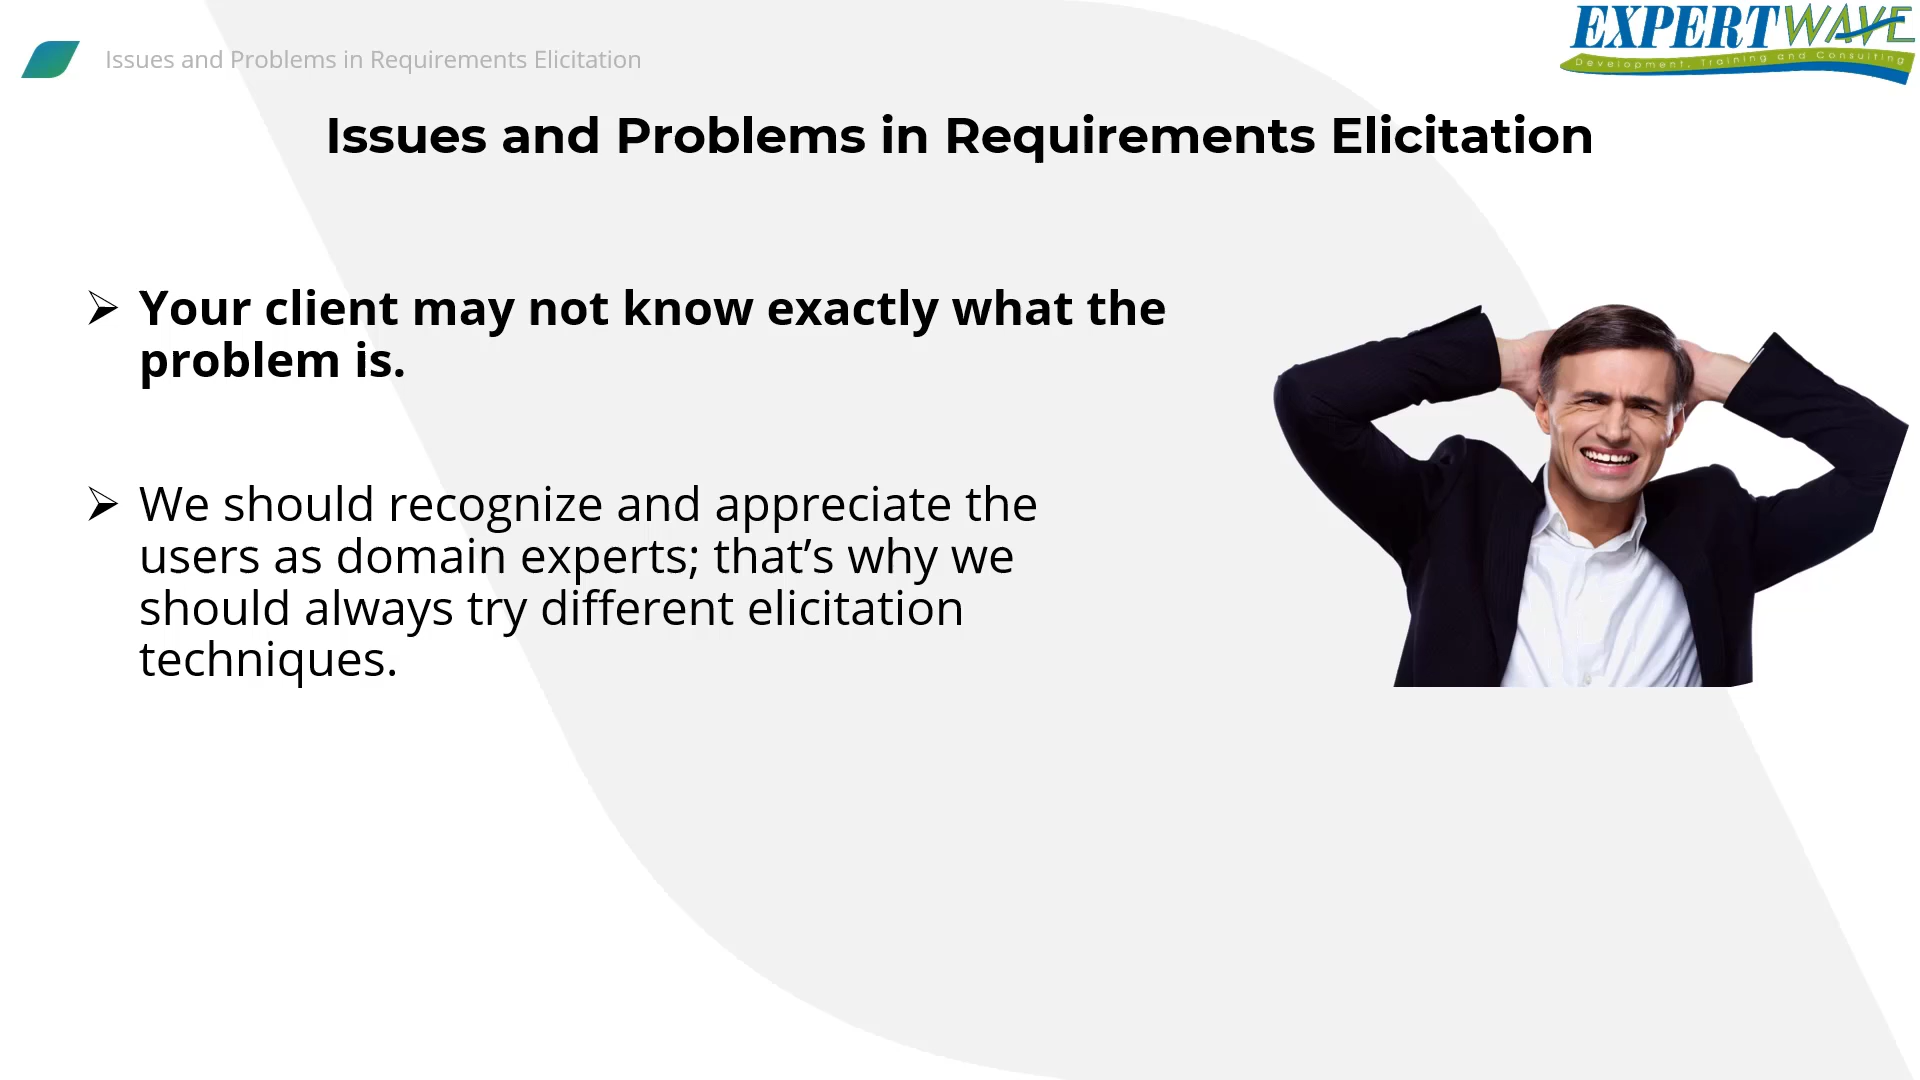 EXPERTWAVE
Development, Training and Consulting
Issues and Problems in Requirements Elicitation
Issues and Problems in Requirements Elicitation
➢ Your client may not know exactly what the
problem is.
➢ We should recognize and appreciate the
users as domain experts; that’s why we
should always try different elicitation
techniques.